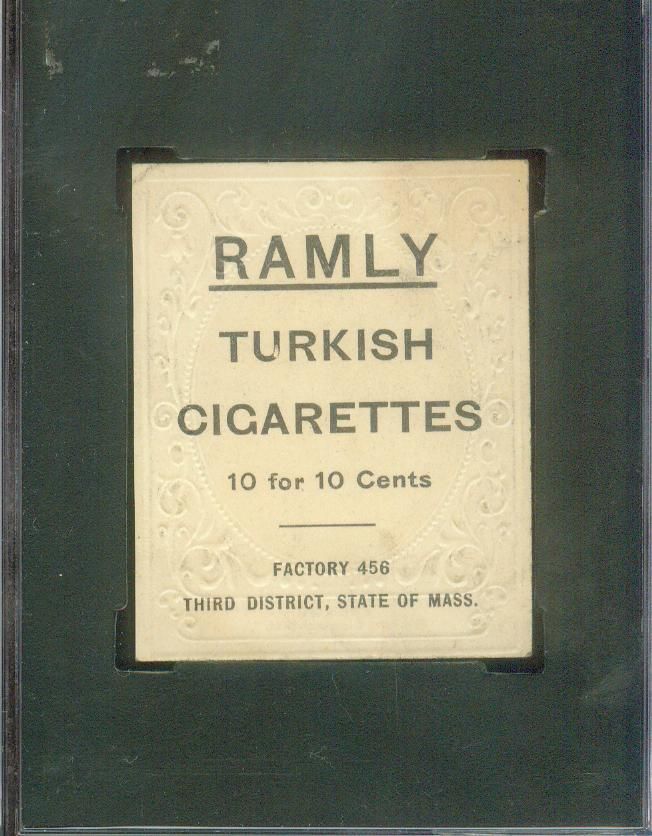 RAMLY
TURKISH
CIGARETTES
10 for 10 Cents
FACTORY 456
THIRD DISTRICT, STATE OF MASS.